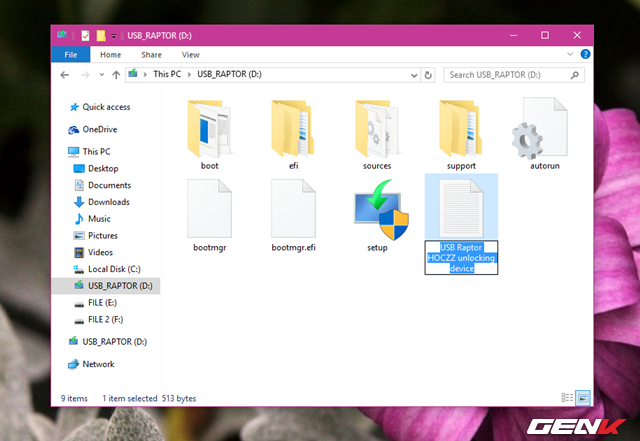 USB_RAPTOR (D:)
File Home Share View
This PC USB_RAPTOR (D:)
Search USB_RAPTOR (D:)
Quick access
OneDrive
This PC
Desktop
Documents
Downloads
Music
Pictures
Videos
Local Disk (C:)
USB_RAPTOR (D:)
FILE (E:)
FILE 2 (F:)
USB_RAPTOR (D:)
Network
boot efi sources support autorun
bootmgr bootmgr.efi setup USB Raptor
HOCZZ unlocking
device
9 items 1 item selected 513 bytes
GENK